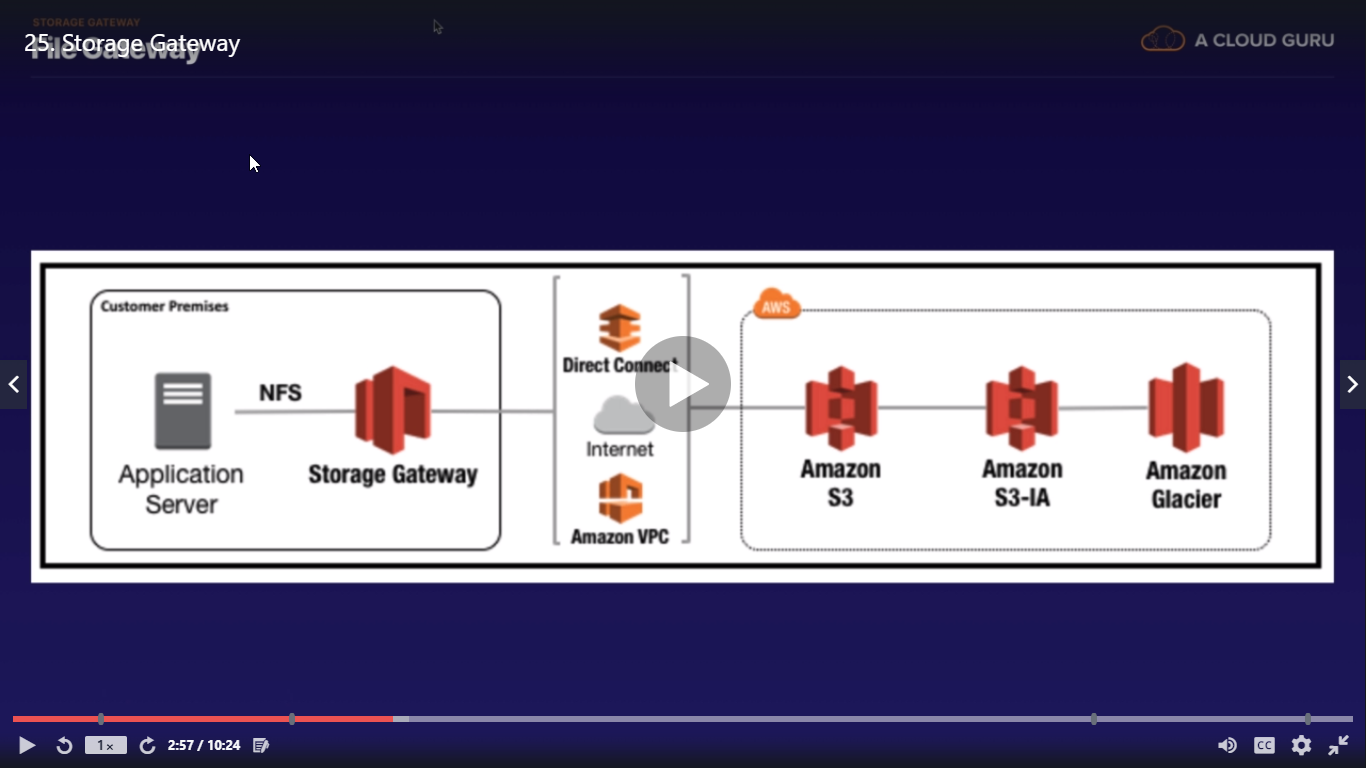 STORAGE GATEWAY
25. Storage Gateway
File Gateway
A CLOUD GURU
Customer Premises
NFS
Application
Server
Storage Gateway
Direct Connect
Internet
Amazon VPC
AWS
Amazon
S3
Amazon
S3-IA
Amazon
Glacier
1x
2:57 / 10:24
CC